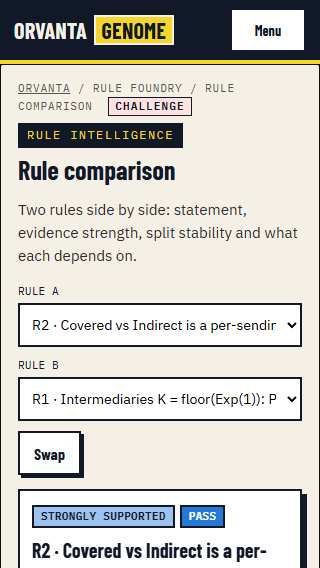 ORVANTA GENOME
Menu
ORVANTA / RULE FOUNDRY / RULE
COMPARISON CHALLENGE
RULE INTELLIGENCE
Rule comparison
Two rules side by side: statement,
evidence strength, split stability and what
each depends on.
RULE A
R2 · Covered vs Indirect is a per-sendin
RULE B
R1 · Intermediaries K = floor(Exp(1)): P
Swap
STRONGLY SUPPORTED PASS
R2 · Covered vs Indirect is a per-